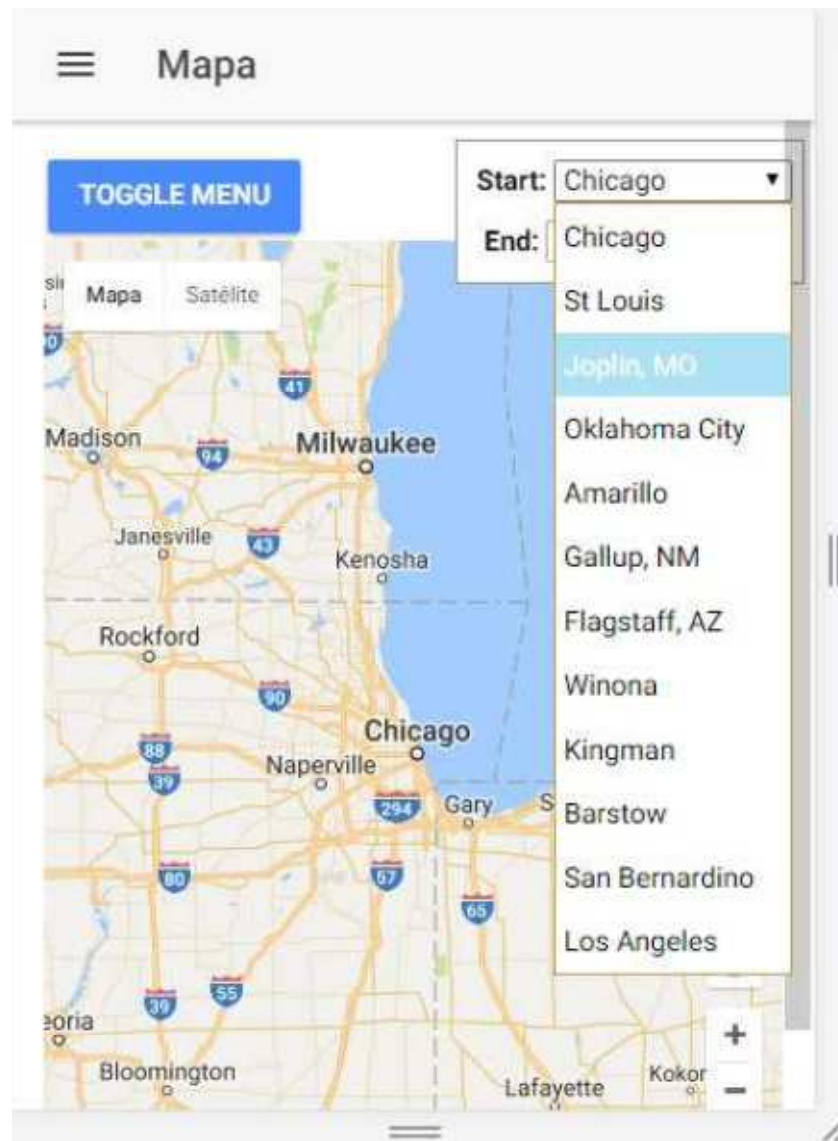 Mapa
TOGGLE MENU
Start: Chicago
End:
Chicago
St Louis
Joplin, MO
Oklahoma City
Amarillo
Gallup, NM
Flagstaff, AZ
Winona
Kingman
Barstow
San Bernardino
Los Angeles
Mapa Satélite
41
Madison
94
Milwaukee
Janesville
43
Kenosha
Rockford
90
Chicago
88
Naperville
39
294
Gary
S
80
57
65
39
55
eoria
Bloomington
Lafayette
Kokor
+
−